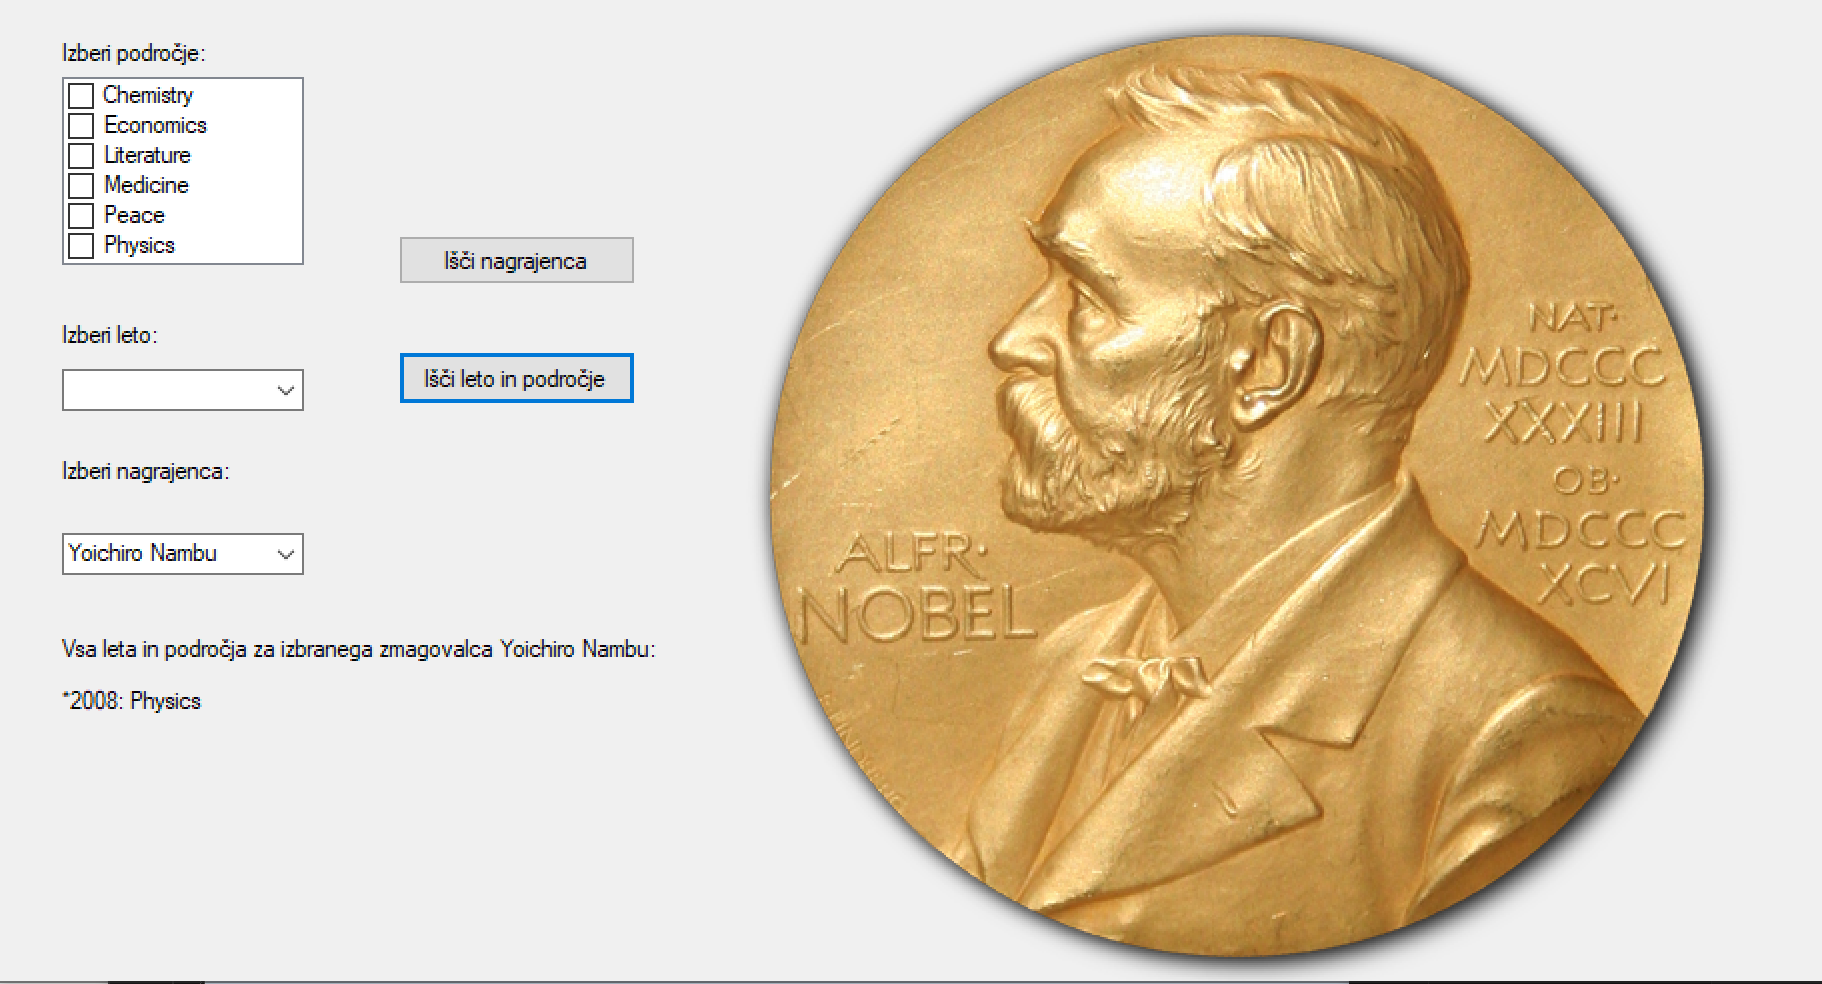 Izberi področje:
Chemistry
Economics
Literature
Medicine
Peace
Physics
Išči nagrajenca
Izberi leto:
Išči leto in področje
Izberi nagrajenca:
Yoichiro Nambu
Vsa leta in področja za izbranega zmagovalca Yoichiro Nambu:
*2008: Physics
ALFR·
NOBEL
NAT·
MDCCC
XXXIII
OB·
MDCCC
XCVI